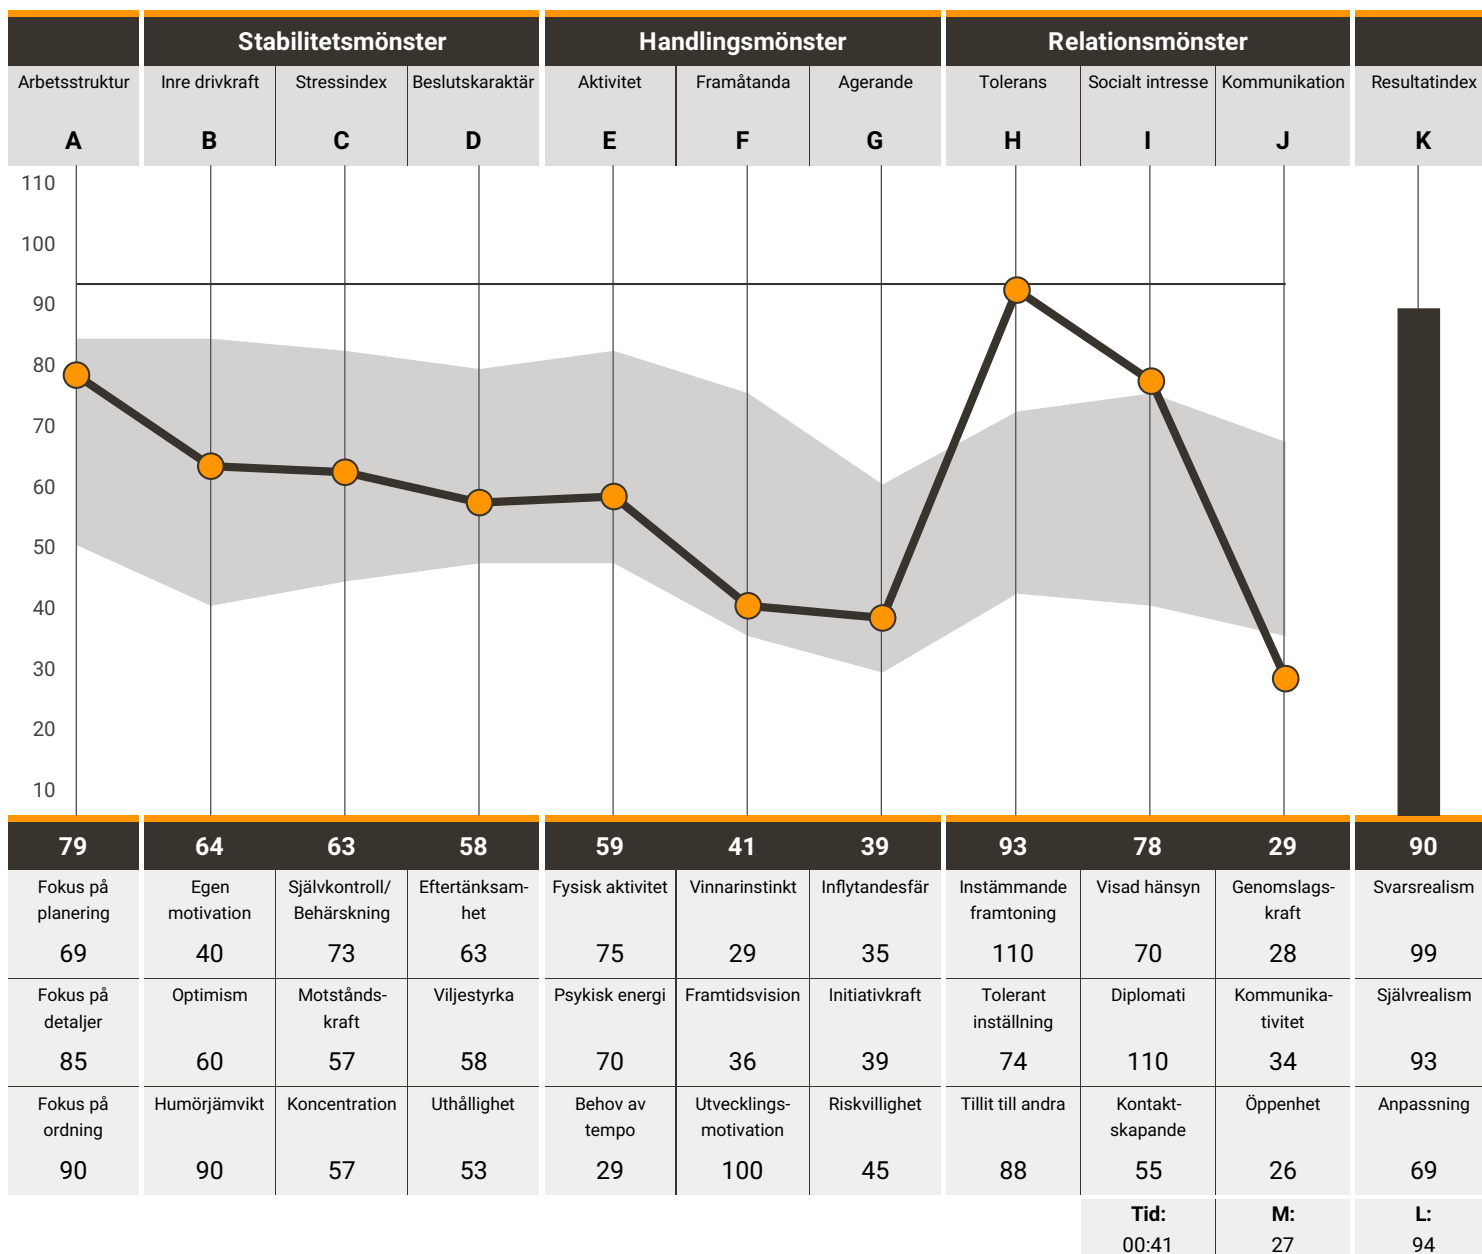 Stabilitetsmönster Handlingsmönster Relationsmönster
Arbetsstruktur Inre drivkraft Stressindex Beslutskaraktär Aktivitet Framåtanda Agerande Tolerans Socialt intresse Kommunikation Resultatindex
A B C D E F G H I J K
110
100
90
80
70
60
50
40
30
20
10
79 64 63 58 59 41 39 93 78 29 90
Fokus på Egen Självkontroll/ Eftertänksam- Fysisk aktivitet Vinnarinstinkt Inflytandesfär Instämmande Visad hänsyn Genomslags- Svarsrealism
planering motivation Behärskning het framtoning kraft
69 40 73 63 75 29 35 110 70 28 99
Fokus på Optimism Motstånds- Viljestyrka Psykisk energi Framtidsvision Initiativkraft Tolerant Diplomati Kommunika- Självrealism
detaljer kraft inställning tivitet
85 60 57 58 70 36 39 74 110 34 93
Fokus på Humörjämvikt Koncentration Uthållighet Behov av Utvecklings- Riskvillighet Tillit till andra Kontakt- Öppenhet Anpassning
ordning tempo motivation skapande
90 90 57 53 29 100 45 88 55 26 69
Tid: M: L:
00:41 27 94